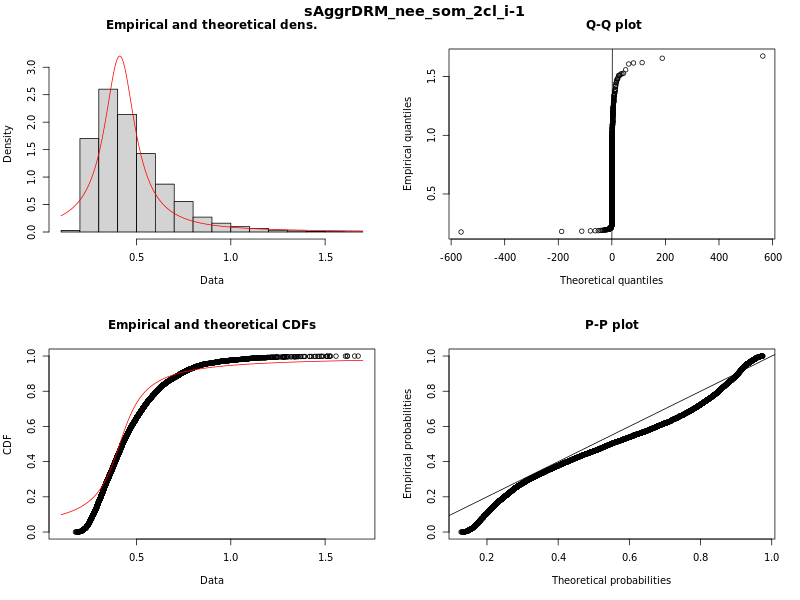 sAggrDRM_nee_som_2cl_i-1
Empirical and theoretical dens.
Density
0.0 0.5 1.0 1.5 2.0 2.5 3.0
0.5 1.0 1.5
Data
Q-Q plot
Empirical quantiles
0.5 1.0 1.5
-600 -400 -200 0 200 400 600
Theoretical quantiles
Empirical and theoretical CDFs
CDF
0.0 0.2 0.4 0.6 0.8 1.0
0.5 1.0 1.5
Data
P-P plot
Empirical probabilities
0.0 0.2 0.4 0.6 0.8 1.0
0.2 0.4 0.6 0.8 1.0
Theoretical probabilities